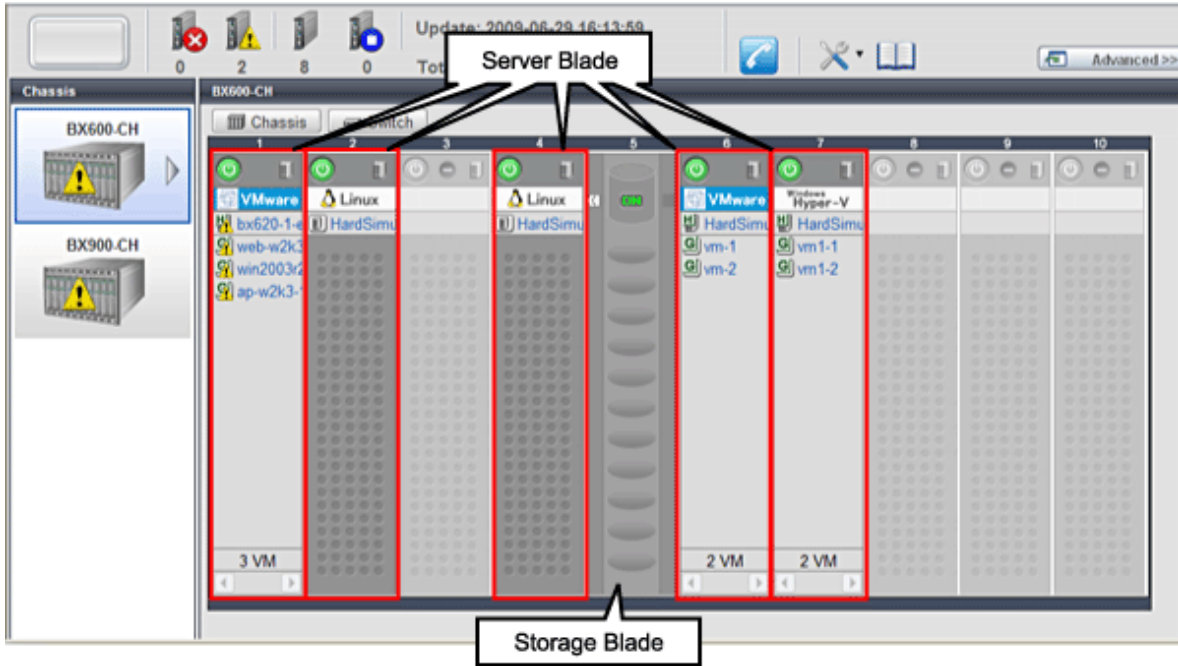 Update: 2009-06-29 16:13:59
0 2 8 0 Tot
Server Blade
Advanced >>
Chassis
BX600-CH
BX900-CH
BX600-CH
Chassis
1 2 3 4 5 6 7 8 9 10
VMware Linux Linux ON VMware Windows Hyper-V
bx620-1-e HardSimu HardSimu HardSimu HardSimu
web-w2k3 vm-1 vm1-1
win2003r2 vm-2 vm1-2
ap-w2k3-1
3 VM 2 VM 2 VM
Storage Blade